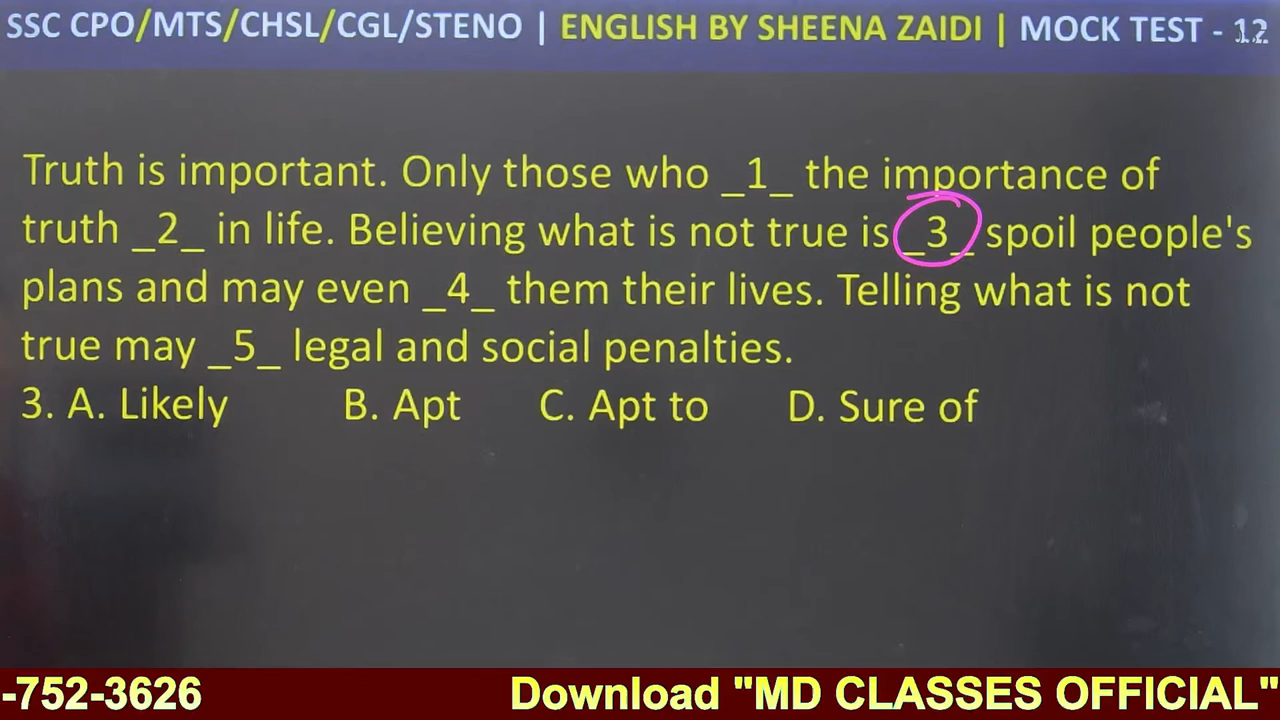 SSC CPO/MTS/CHSL/CGL/STENO | ENGLISH BY SHEENA ZAIDI | MOCK TEST - 12
Truth is important. Only those who _1_ the importance of
truth _2_ in life. Believing what is not true is _3_ spoil people's
plans and may even _4_ them their lives. Telling what is not
true may _5_ legal and social penalties.
3. A. Likely B. Apt C. Apt to D. Sure of
-752-3626 Download "MD CLASSES OFFICIAL"